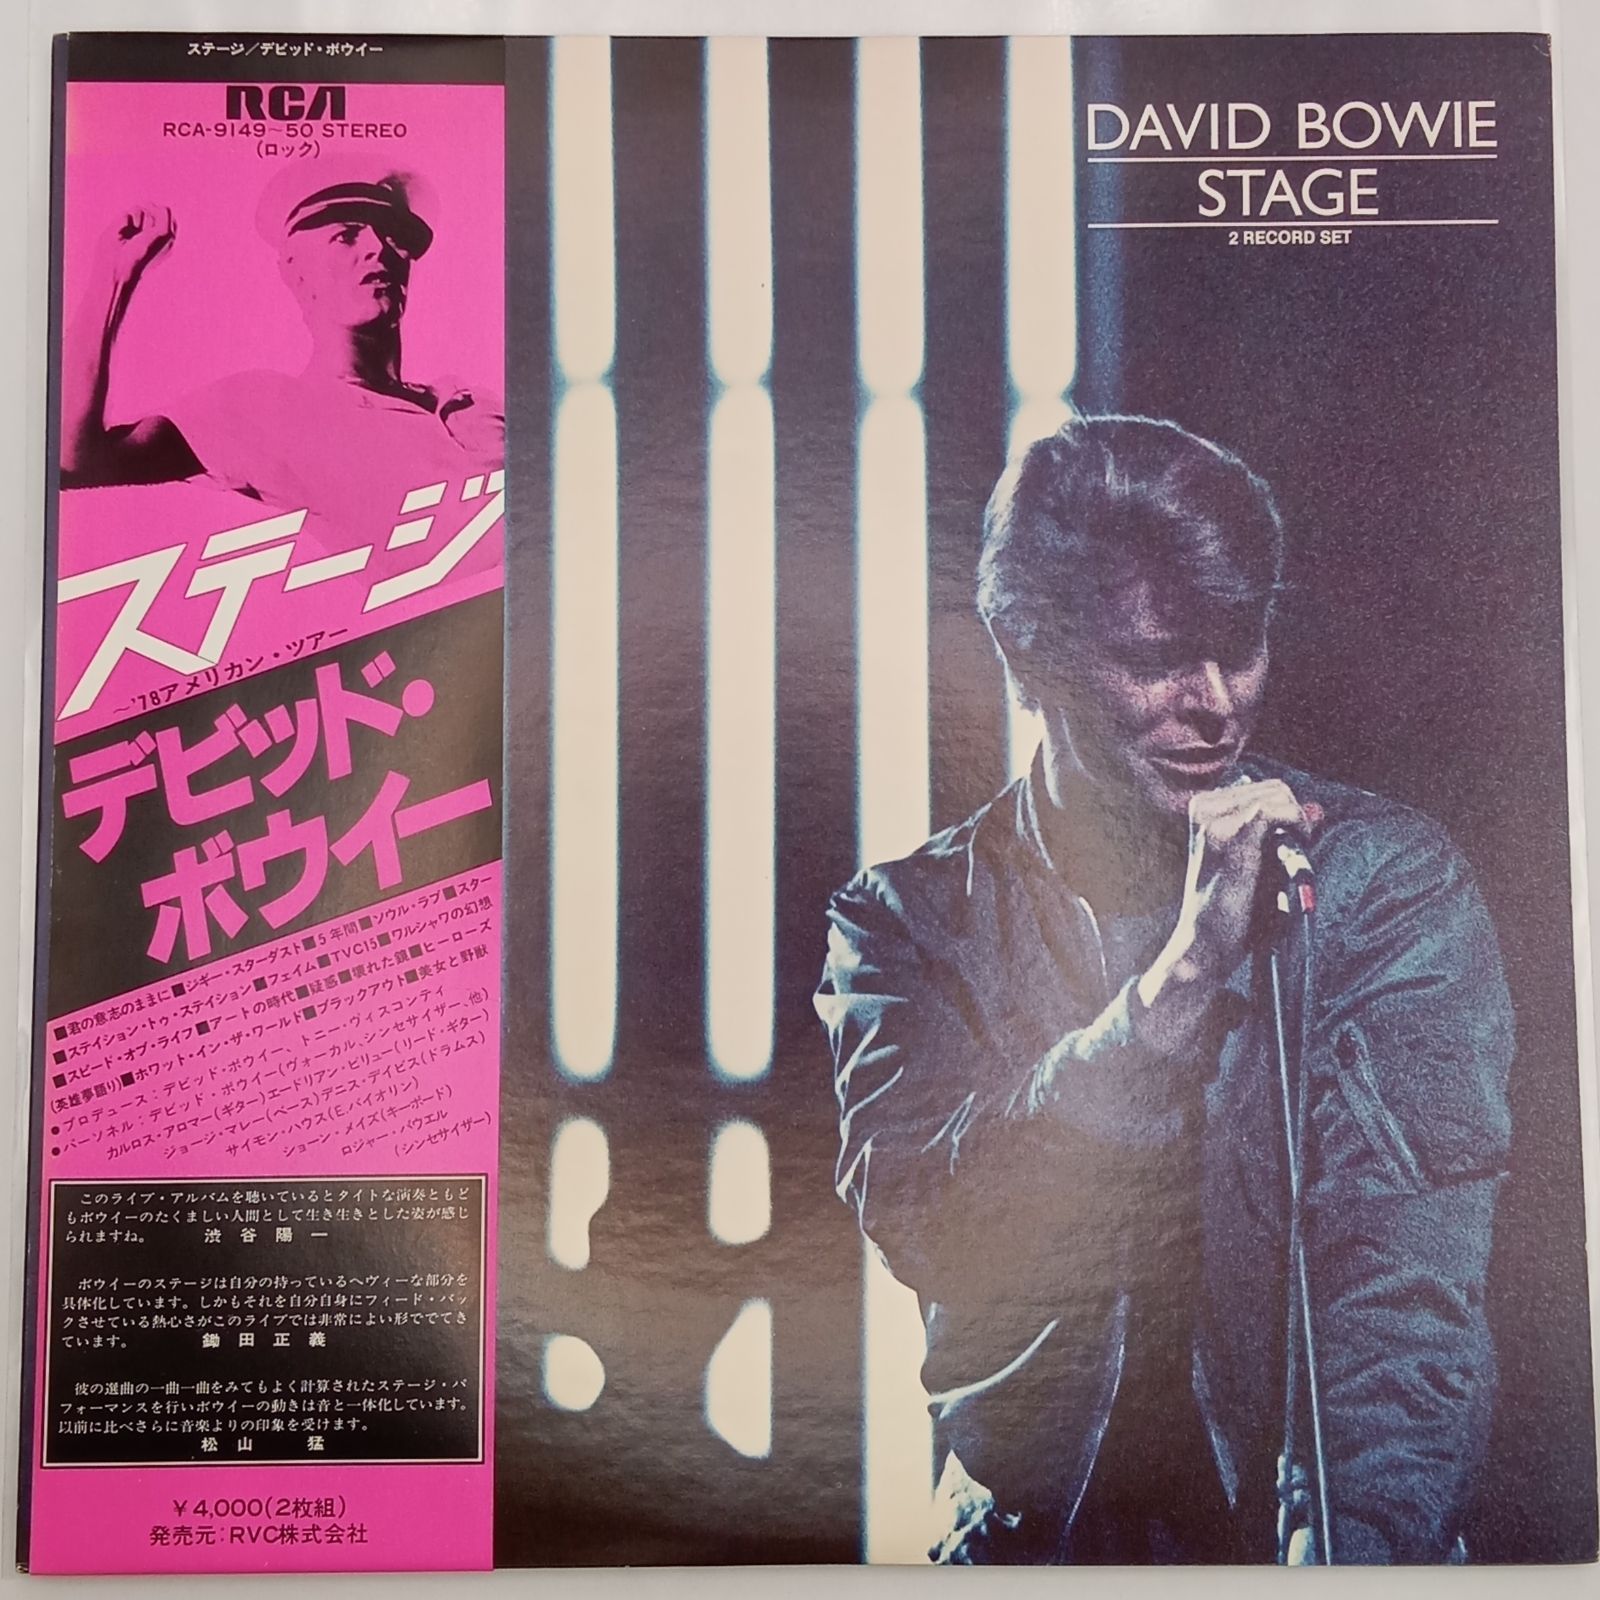 ステージ／デビッド・ボウイー
RCA
RCA-9149~50 STEREO
(ロック)
ステージ
~'78アメリカン・ツアー
デビッド・
ボウイー
■君の意志のままに■ジギー・スターダスト■5年間■ソウル・ラブ■スター
■ステイション・トゥ・ステイション■フェイム■TVC15■ワルシャワの幻想
■スピード・オブ・ライフ■アートの時代■疑惑■壊れた鏡■ヒーローズ
(英雄夢語り)■ホワット・イン・ザ・ワールド■ブラックアウト■美女と野獣
●プロデュース：デビッド・ボウイー、トニー・ヴィスコンティ
●パーソネル：デビッド・ボウイー(ヴォーカル、シンセサイザー、他)
カルロス・アロマー(ギター)エードリアン・ビリュー(リード・ギター)
ジョージ・マレー(ベース)デニス・デイビス(ドラムス)
サイモン・ハウス(E.バイオリン)
ショーン・メイズ(キーボード)
ロジャー・パウエル
(シンセサイザー)
このライブ・アルバムを聴いているとタイトな演奏ともど
もボウイーのたくましい人間として生き生きとした姿が感じ
られますね。 渋谷陽一
ボウイーのステージは自分の持っているヘヴィーな部分を
具体化しています。しかもそれを自分自身にフィード・バッ
クさせている熱心さがこのライブでは非常によい形ででてき
ています。 鋤田正義
彼の選曲の一曲一曲をみてもよく計算されたステージ・パ
フォーマンスを行いボウイーの動きは音と一体化しています。
以前に比べさらに音楽よりの印象を受けます。
松山 猛
￥4,000(2枚組)
発売元：RVC株式会社
DAVID BOWIE
STAGE
2 RECORD SET